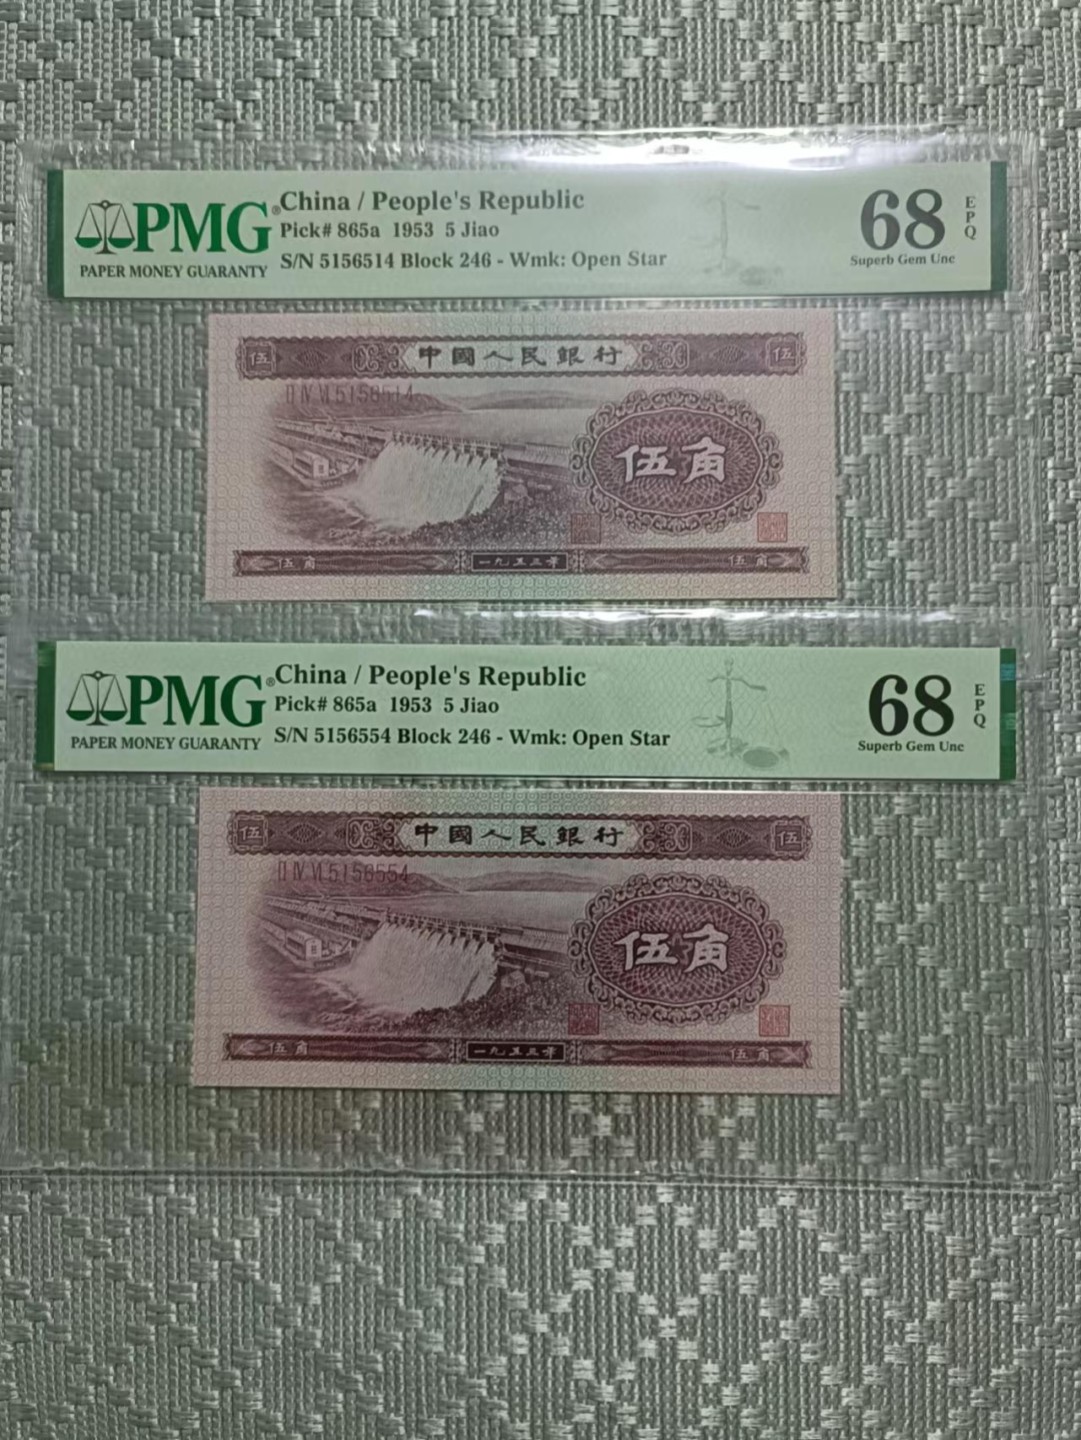 PMG®
PAPER MONEY GUARANTY
China / People's Republic
Pick# 865a 1953 5 Jiao
S/N 5156514 Block 246 - Wmk: Open Star
68
EPQ
Superb Gem Unc
伍 中國人民銀行 伍
II IV VI 5156514
伍角
伍角 一九五三年 伍角
PMG®
PAPER MONEY GUARANTY
China / People's Republic
Pick# 865a 1953 5 Jiao
S/N 5156554 Block 246 - Wmk: Open Star
68
EPQ
Superb Gem Unc
伍 中國人民銀行 伍
II IV VI 5156554
伍角
伍角 一九五三年 伍角